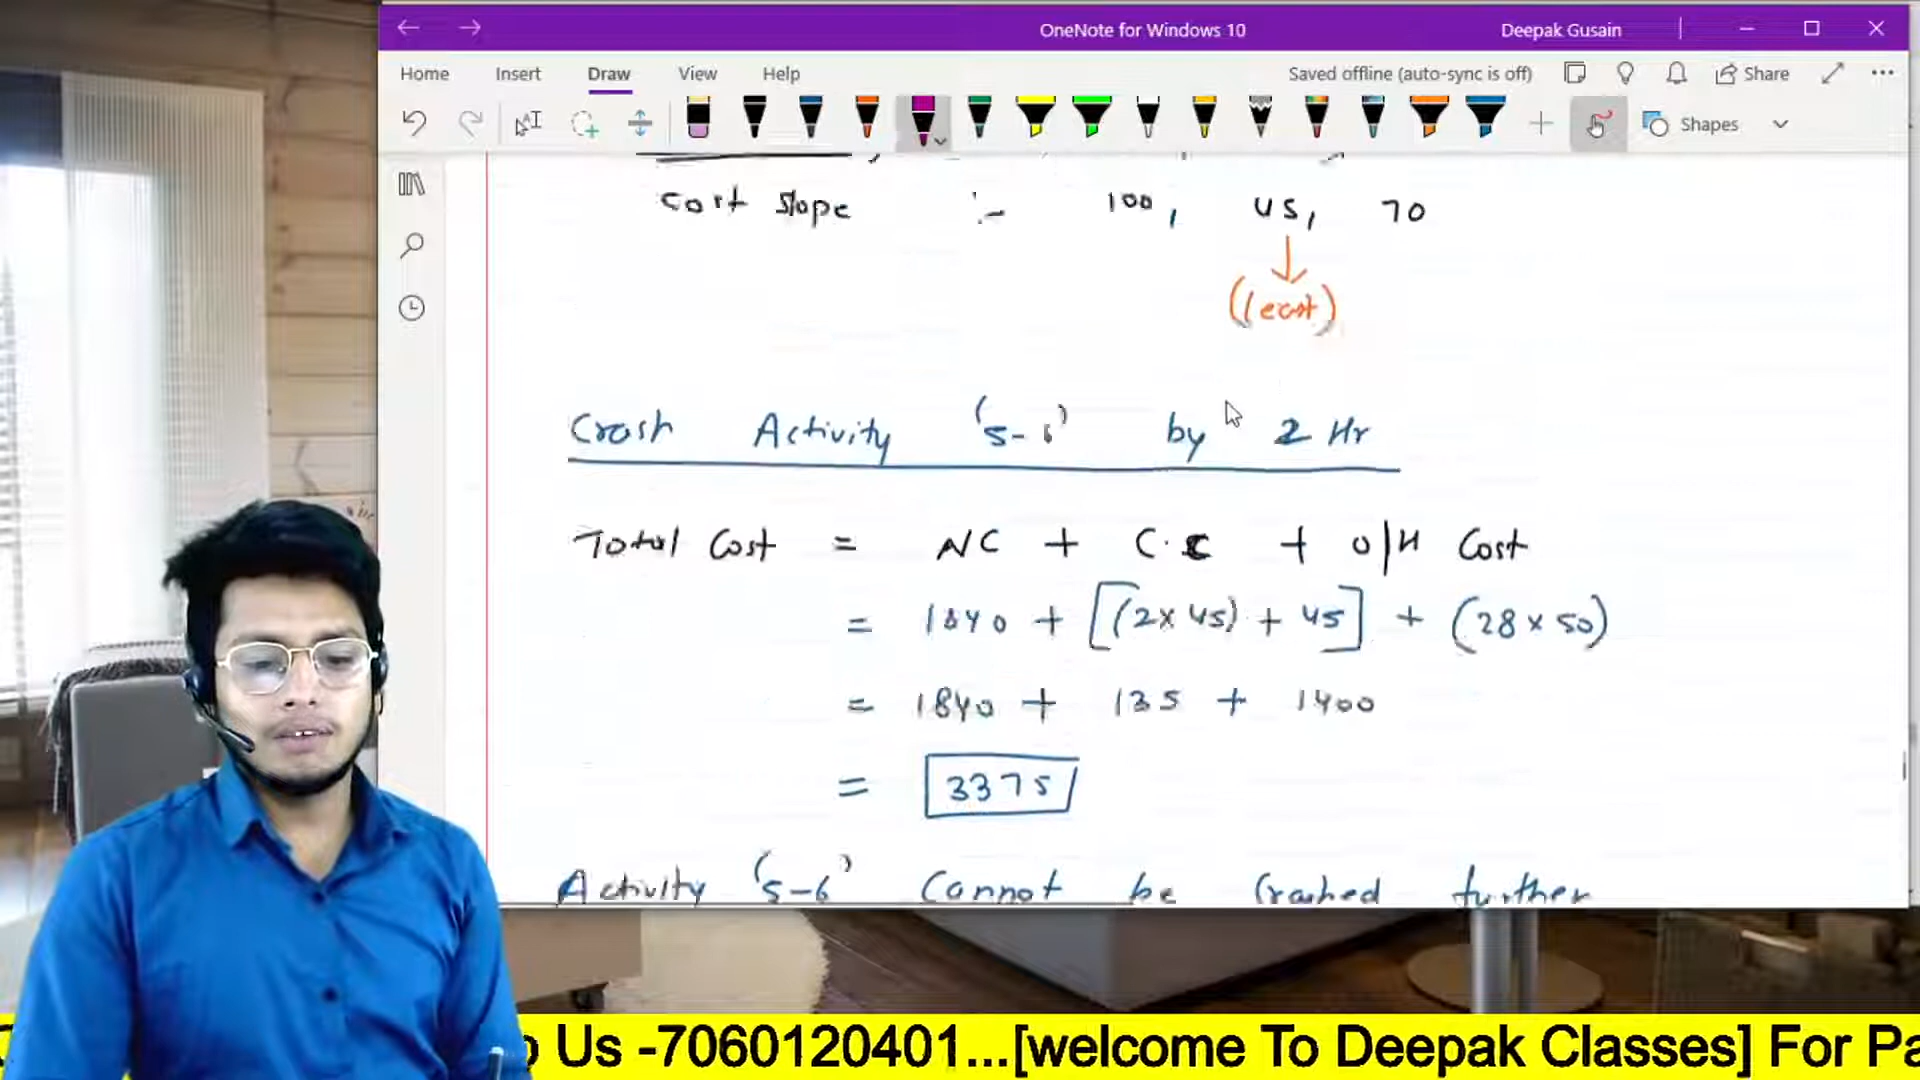 OneNote for Windows 10
Deepak Gusain
Home Insert Draw View Help
Saved offline (auto-sync is off) Share
Shapes
Cost Slope :- 100, 45, 70
(least)
Crash Activity '5-6' by 2 Hr
Total Cost = NC + C.C + O/H Cost
= 1840 + [(2×45) + 45] + (28×50)
= 1840 + 135 + 1400
= 3375
Activity '5-6' Cannot be Crashed further
Us -7060120401...[welcome To Deepak Classes] For Pa